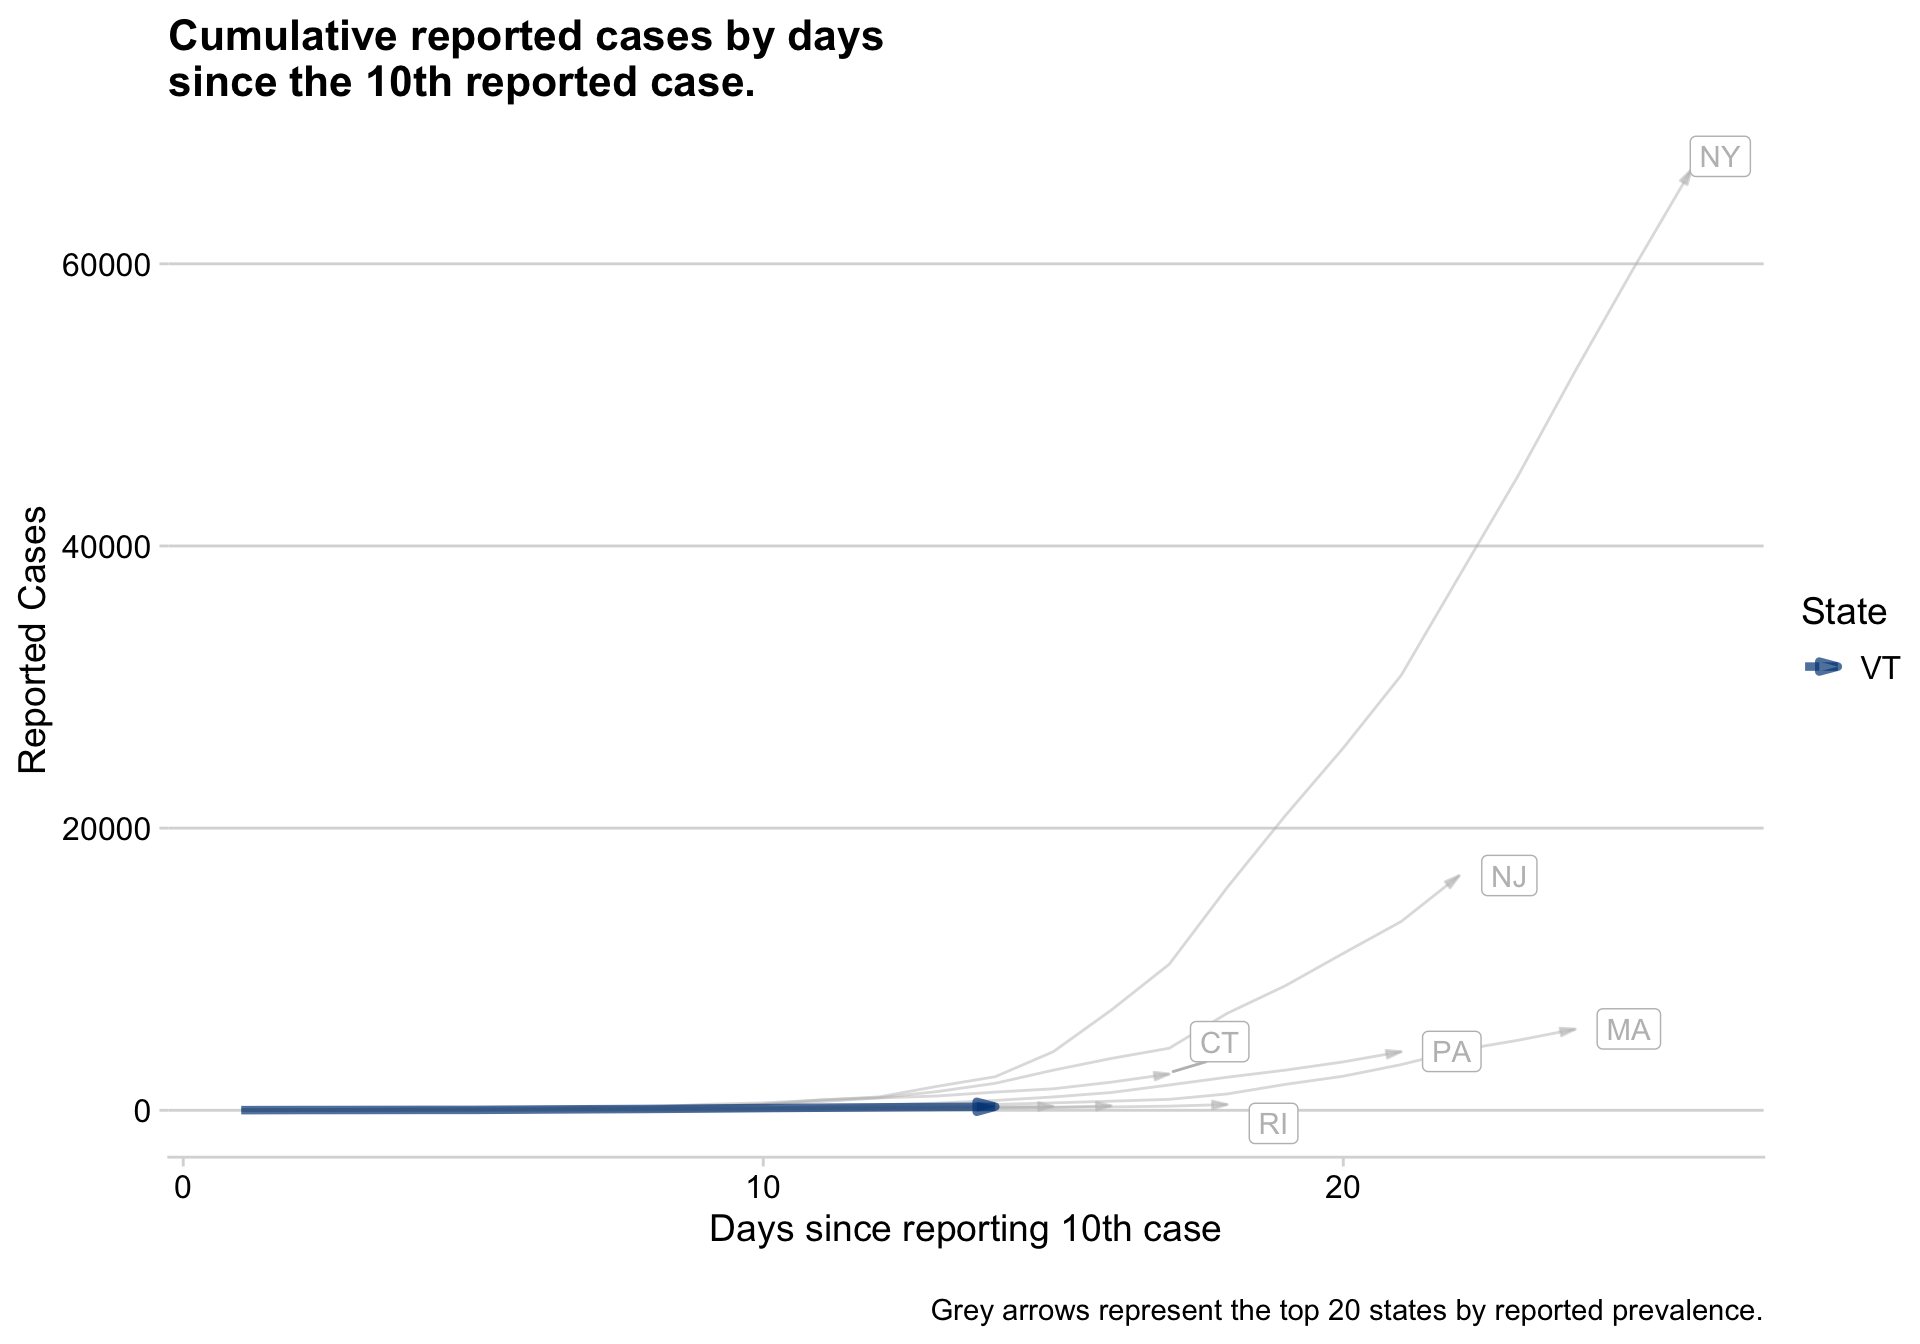 Cumulative reported cases by days
since the 10th reported case.
NY
60000
40000
20000
0
Reported Cases
NJ
CT
PA
MA
RI
State
VT
0
10
20
Days since reporting 10th case
Grey arrows represent the top 20 states by reported prevalence.